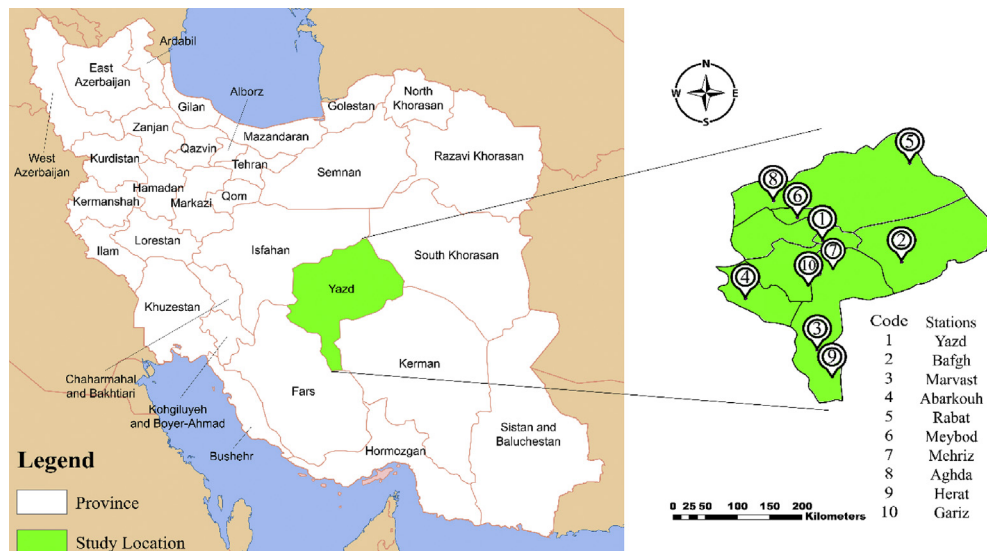 Ardabil
East
Azerbaijan
Gilan
Alborz
Golestan
North
Khorasan
Zanjan
Mazandaran
Qazvin
West
Azerbaijan
Kurdistan
Tehran
Semnan
Razavi Khorasan
Hamadan
Qom
Kermanshah
Markazi
Lorestan
Ilam
Isfahan
South Khorasan
Yazd
Khuzestan
Kerman
Chaharmahal
and Bakhtiari
Fars
Kohgiluyeh
and Boyer-Ahmad
Sistan and
Baluchestan
Bushehr
Hormozgan
Legend
Province
Study Location
N
W E
S
5
8
6
1
2
7
10
4
3
9
Code Stations
1 Yazd
2 Bafgh
3 Marvast
4 Abarkouh
5 Rabat
6 Meybod
7 Mehriz
8 Aghda
9 Herat
10 Gariz
0 25 50 100 150 200
Kilometers